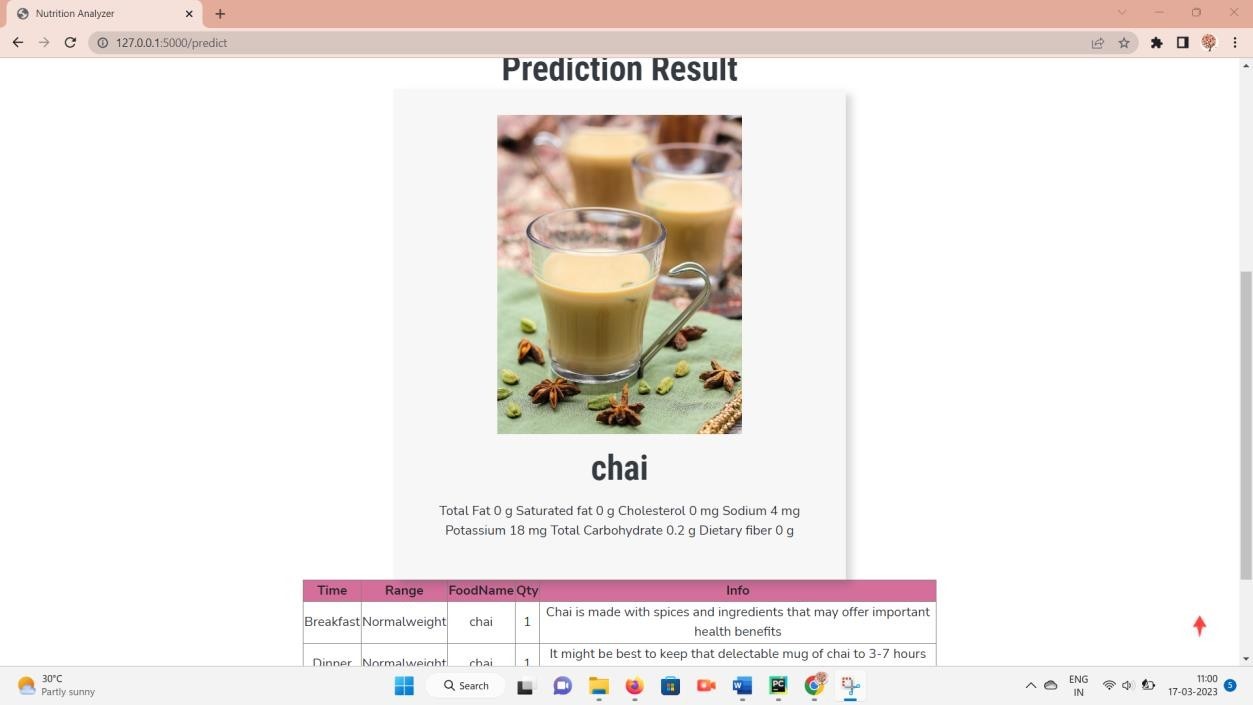 Nutrition Analyzer
127.0.0.1:5000/predict
Prediction Result
chai
Total Fat 0 g Saturated fat 0 g Cholesterol 0 mg Sodium 4 mg
Potassium 18 mg Total Carbohydrate 0.2 g Dietary fiber 0 g
Time Range FoodName Qty Info
Breakfast Normalweight chai 1 Chai is made with spices and ingredients that may offer important
health benefits
Dinner Normalweight chai 1 It might be best to keep that delectable mug of chai to 3-7 hours
30°C
Partly sunny
Search
ENG
IN
11:00
17-03-2023
5